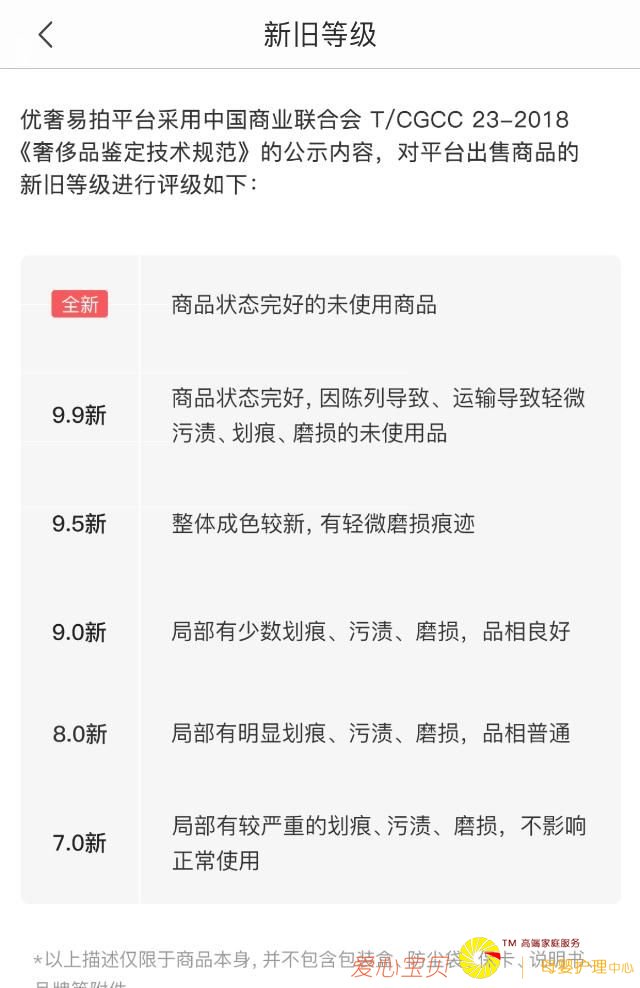 新旧等级
优奢易拍平台采用中国商业联合会 T/CGCC 23-2018
《奢侈品鉴定技术规范》的公示内容，对平台出售商品的
新旧等级进行评级如下：
全新
商品状态完好的未使用商品
9.9新
商品状态完好，因陈列导致、运输导致轻微
污渍、划痕、磨损的未使用品
9.5新
整体成色较新，有轻微磨损痕迹
9.0新
局部有少数划痕、污渍、磨损，品相良好
8.0新
局部有明显划痕、污渍、磨损，品相普通
7.0新
局部有较严重的划痕、污渍、磨损，不影响
正常使用
*以上描述仅限于商品本身，并不包含包装盒、防尘袋、保卡、说明书、
品牌等附件
爱心宝贝
TM 高端家庭服务
母婴护理中心